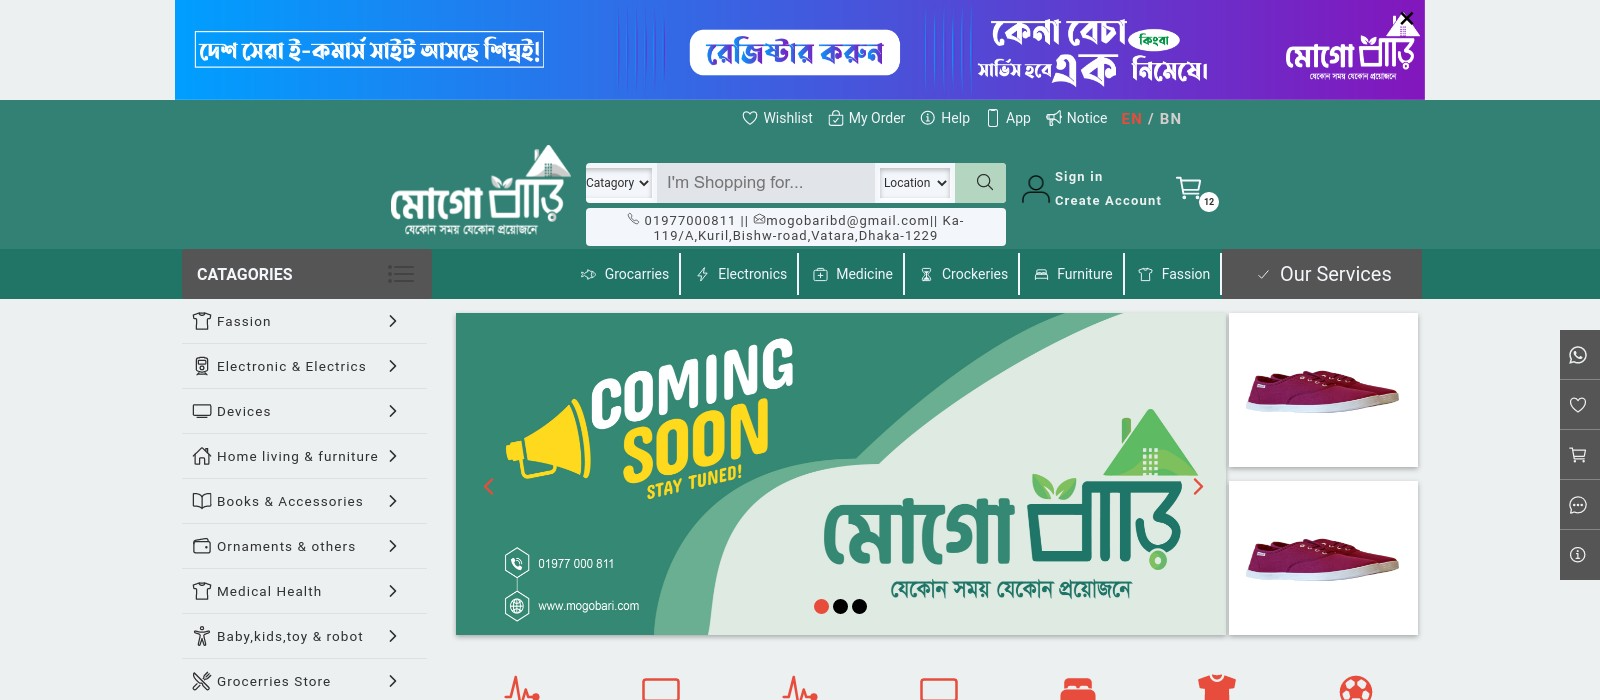 দেশ সেরা ই-কমার্স সাইট আসছে শিঘ্রই!
রেজিষ্টার করুন
কেনা বেচা কিংবা
সার্ভিস হবে এক নিমেষে।
মোগো বাড়ি
যেকোন সময় যেকোন প্রয়োজনে
Wishlist My Order Help App Notice EN / BN
মোগো বাড়ি
যেকোন সময় যেকোন প্রয়োজনে
Catagory I'm Shopping for... Location
Sign in
Create Account
12
01977000811 || mogobaribd@gmail.com|| Ka-
119/A,Kuril,Bishw-road,Vatara,Dhaka-1229
CATAGORIES
Grocarries Electronics Medicine Crockeries Furniture Fassion Our Services
Fassion
Electronic & Electrics
Devices
Home living & furniture
Books & Accessories
Ornaments & others
Medical Health
Baby,kids,toy & robot
Grocerries Store
COMING
SOON
STAY TUNED!
01977 000 811
www.mogobari.com
মোগো বাড়ি
যেকোন সময় যেকোন প্রয়োজনে